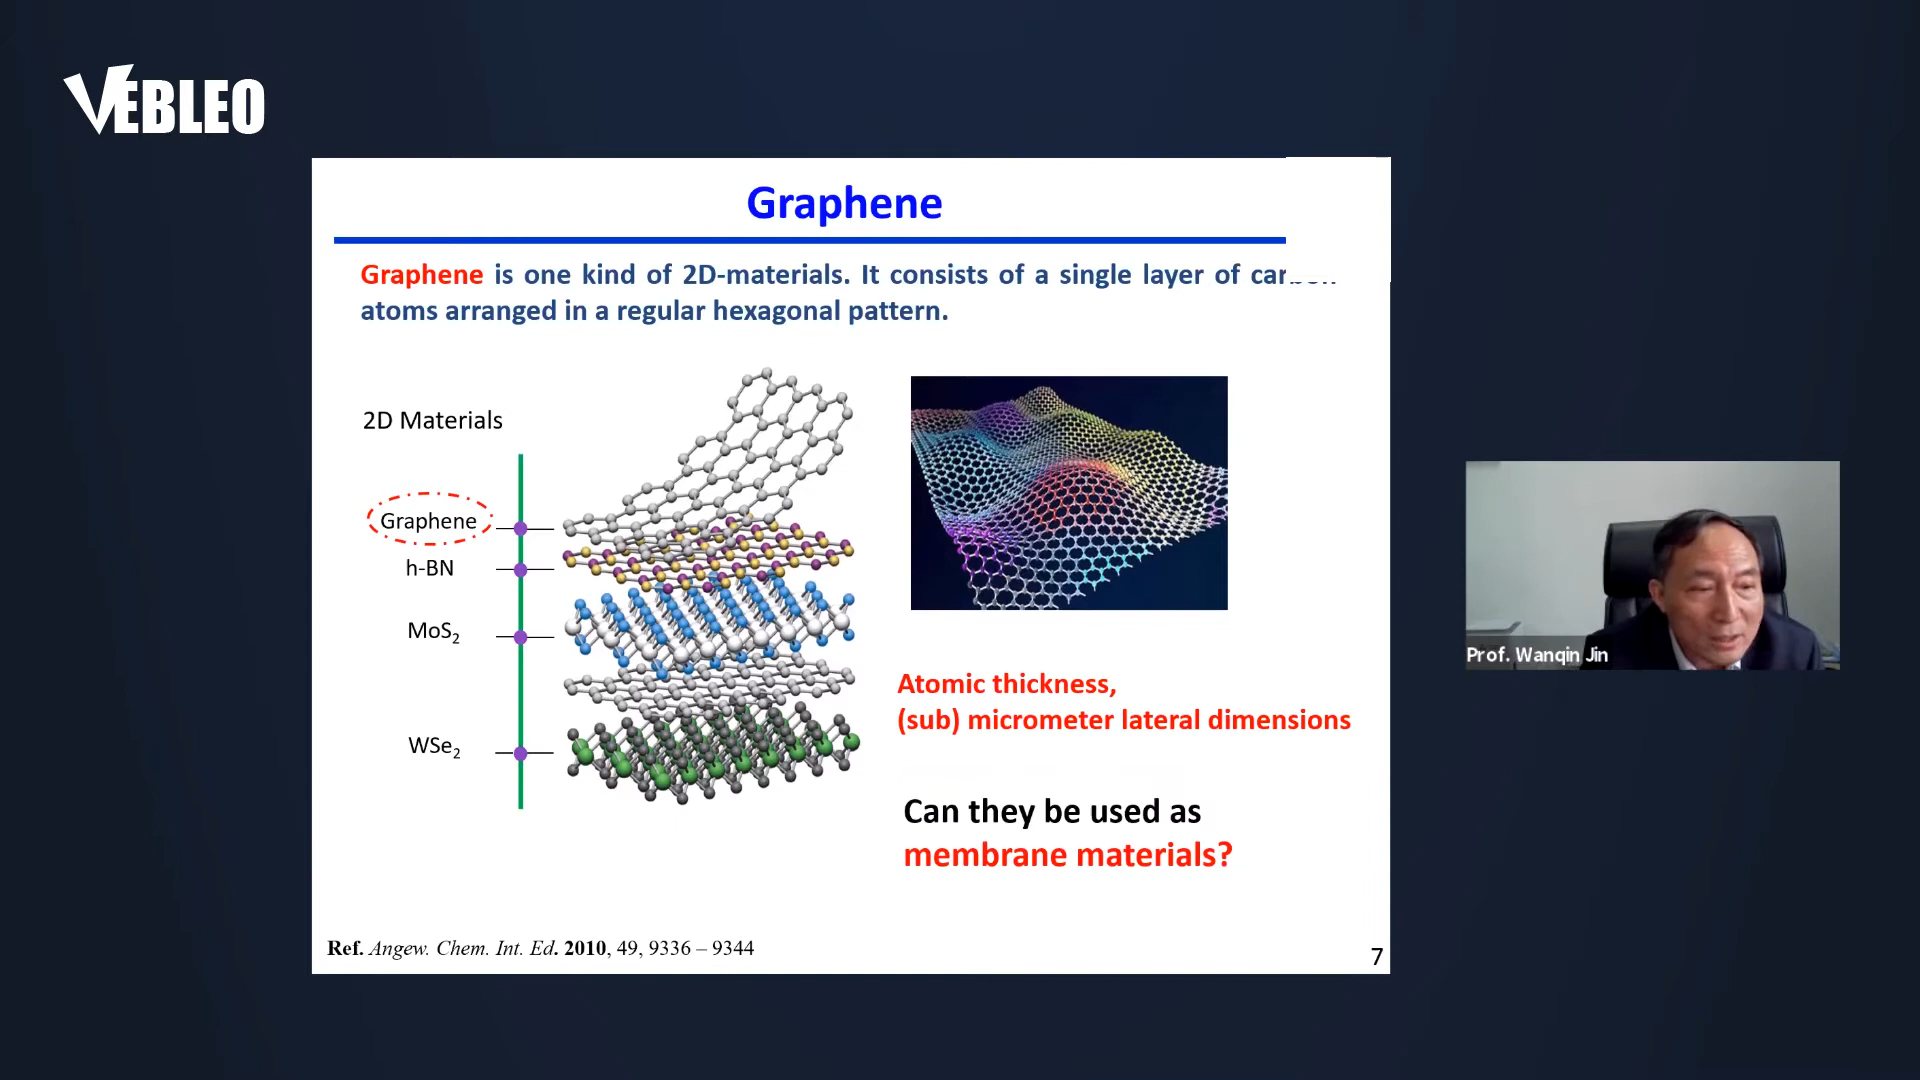 VEBLEO
Graphene
Graphene is one kind of 2D-materials. It consists of a single layer of carbon
atoms arranged in a regular hexagonal pattern.
2D Materials
Graphene
h-BN
MoS2
WSe2
Atomic thickness,
(sub) micrometer lateral dimensions
Can they be used as
membrane materials?
Prof. Wanqin Jin
Ref. Angew. Chem. Int. Ed. 2010, 49, 9336 – 9344
7